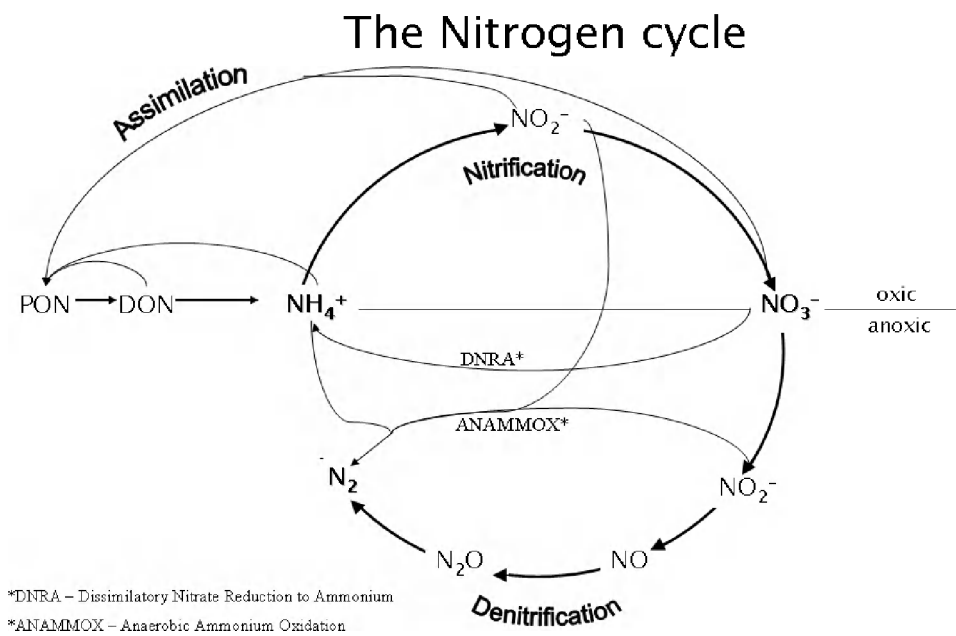 The Nitrogen cycle
Assimilation
NO₂⁻
Nitrification
PON
DON
NH₄⁺
NO₃⁻
oxic
anoxic
DNRA*
ANAMMOX*
N₂
NO₂⁻
N₂O
NO
Denitrification
*DNRA – Dissimilatory Nitrate Reduction to Ammonium
*ANAMMOX – Anaerobic Ammonium Oxidation